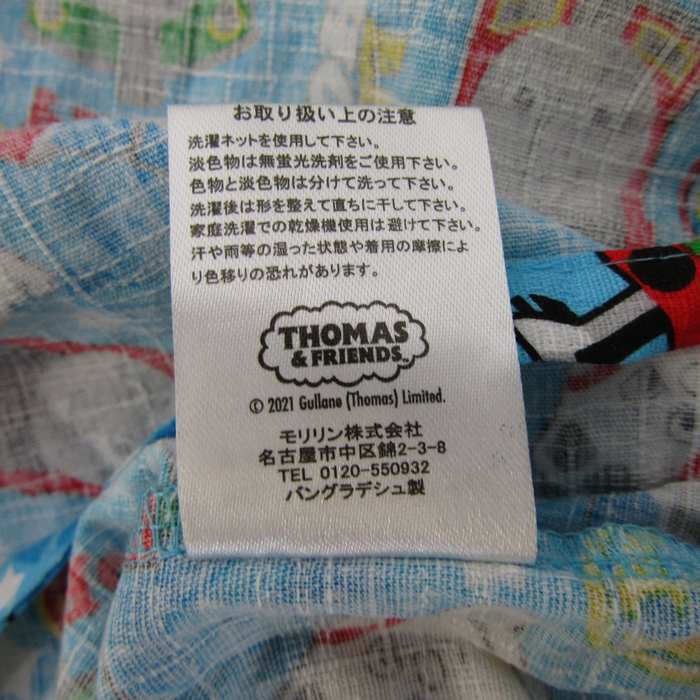 お取り扱い上の注意
洗濯ネットを使用して下さい。
淡色物は無蛍光洗剤をご使用下さい。
色物と淡色物は分けて洗って下さい。
洗濯後は形を整えて直ちに干して下さい。
家庭洗濯での乾燥機使用は避けて下さい。
汗や雨等の湿った状態や着用の摩擦によ
り色移りの恐れがあります。
THOMAS
& FRIENDS™
© 2021 Gullane (Thomas) Limited.
モリリン株式会社
名古屋市中区錦2-3-8
TEL 0120-550932
バングラデシュ製